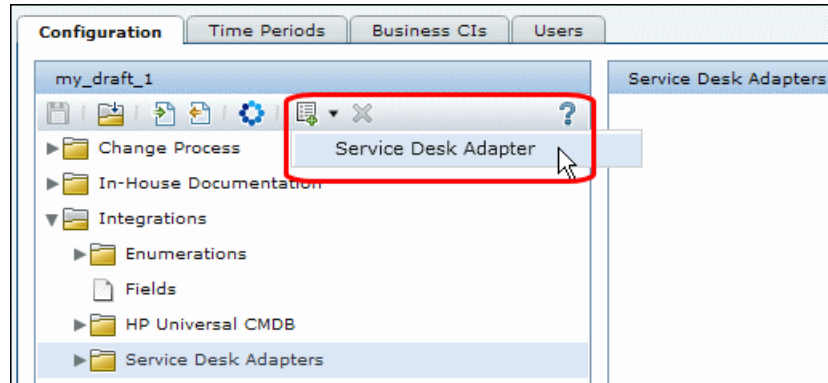 Configuration Time Periods Business CIs Users
my_draft_1 Service Desk Adapters
?
Change Process Service Desk Adapter
In-House Documentation
Integrations
Enumerations
Fields
HP Universal CMDB
Service Desk Adapters